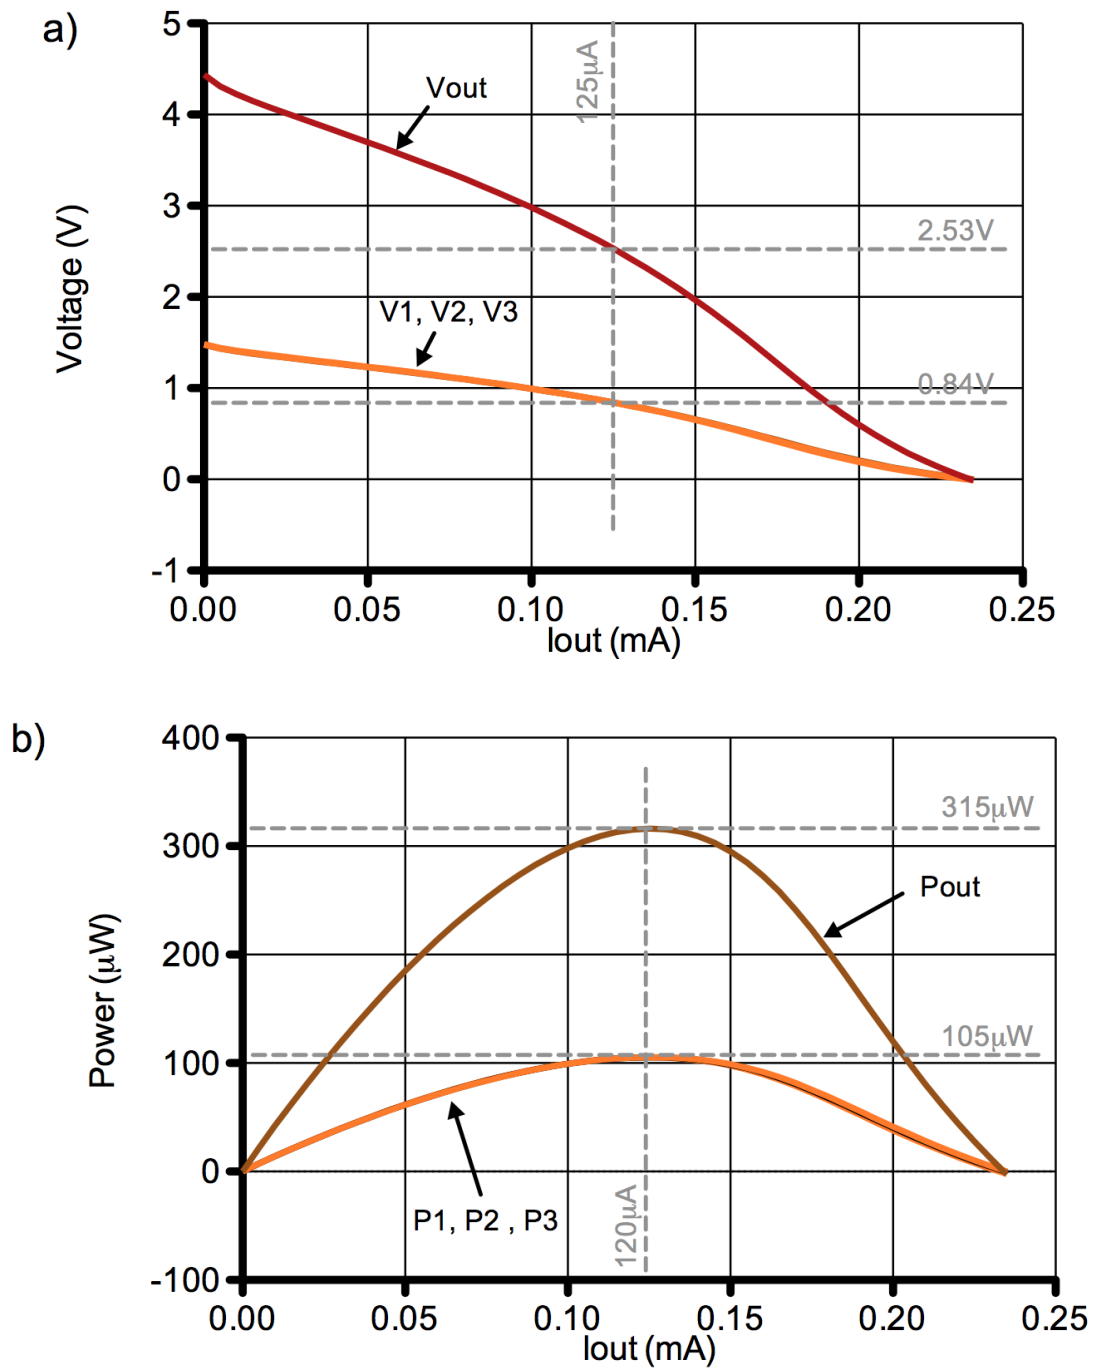 a)
5
4
3
2
1
0
-1
Voltage (V)
125µA
Vout
2.53V
V1, V2, V3
0.84V
0.00 0.05 0.10 0.15 0.20 0.25
Iout (mA)
b)
400
300
200
100
0
-100
Power (µW)
315µW
Pout
105µW
P1, P2 , P3
120µA
0.00 0.05 0.10 0.15 0.20 0.25
Iout (mA)